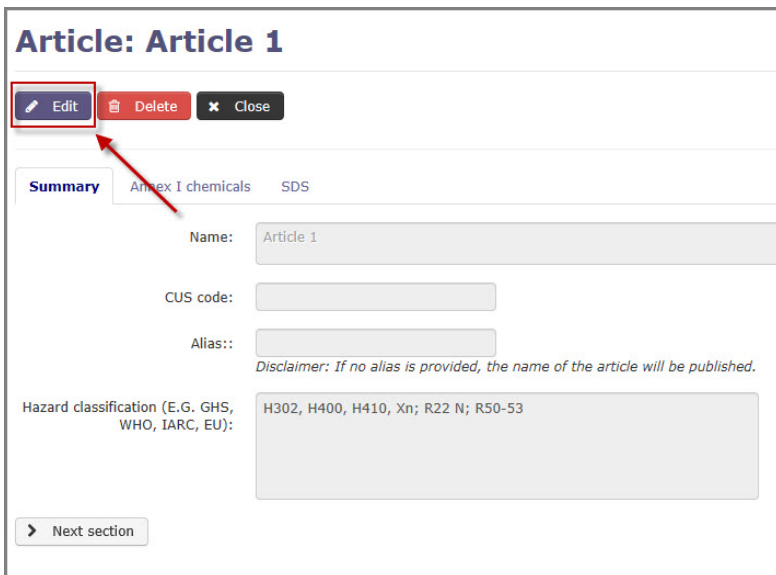 Article: Article 1
Edit Delete Close
Summary Annex I chemicals SDS
Name: Article 1
CUS code:
Alias::
Disclaimer: If no alias is provided, the name of the article will be published.
Hazard classification (E.G. GHS, H302, H400, H410, Xn; R22 N; R50-53
WHO, IARC, EU):
Next section